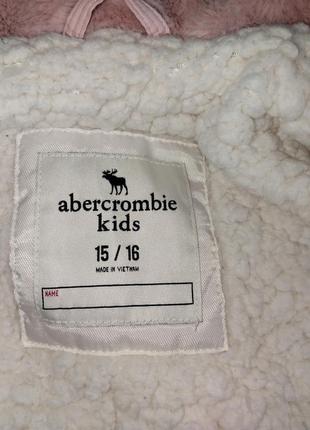 abercrombie
kids
15 / 16
MADE IN VIETNAM
NAME